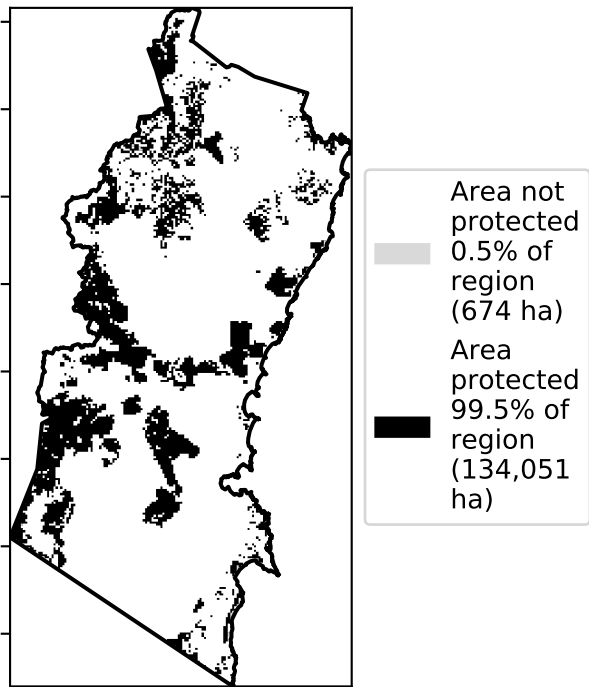 Area not
protected
0.5% of
region
(674 ha)
Area
protected
99.5% of
region
(134,051
ha)